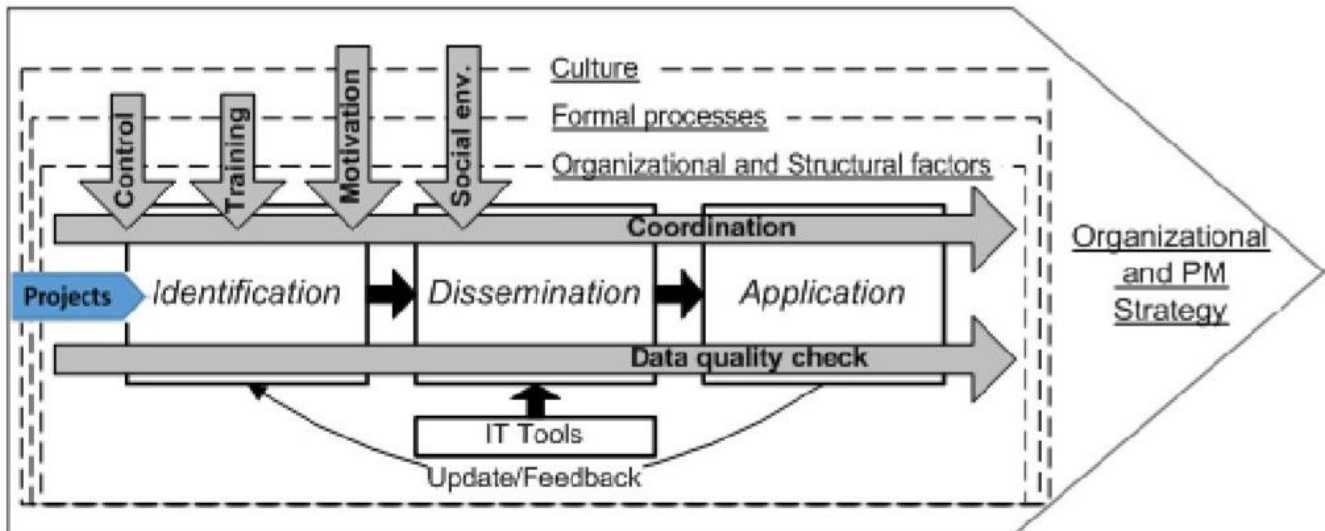 Culture
Formal processes
Organizational and Structural factors
Control
Training
Motivation
Social env.
Coordination
Projects
Identification
Dissemination
Application
Organizational
and PM
Strategy
Data quality check
IT Tools
Update/Feedback